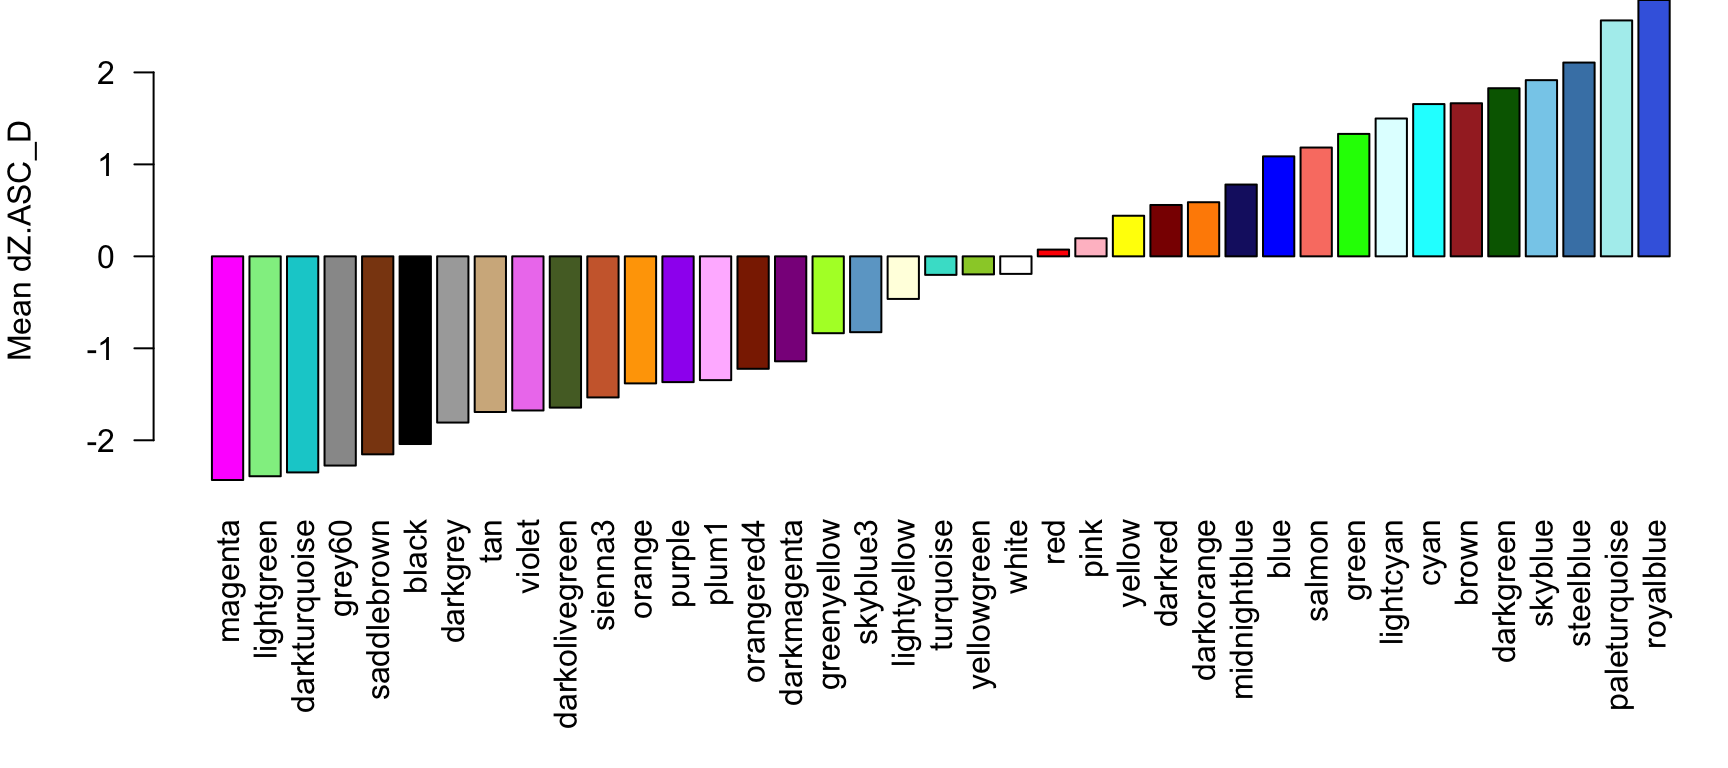 Mean dZ.ASC_D
2
1
0
-1
-2
magenta
lightgreen
darkturquoise
grey60
saddlebrown
black
darkgrey
tan
violet
darkolivegreen
sienna3
orange
purple
plum1
orangered4
darkmagenta
greenyellow
skyblue3
lightyellow
turquoise
yellowgreen
white
red
pink
yellow
darkred
darkorange
midnightblue
blue
salmon
green
lightcyan
cyan
brown
darkgreen
skyblue
steelblue
paleturquoise
royalblue